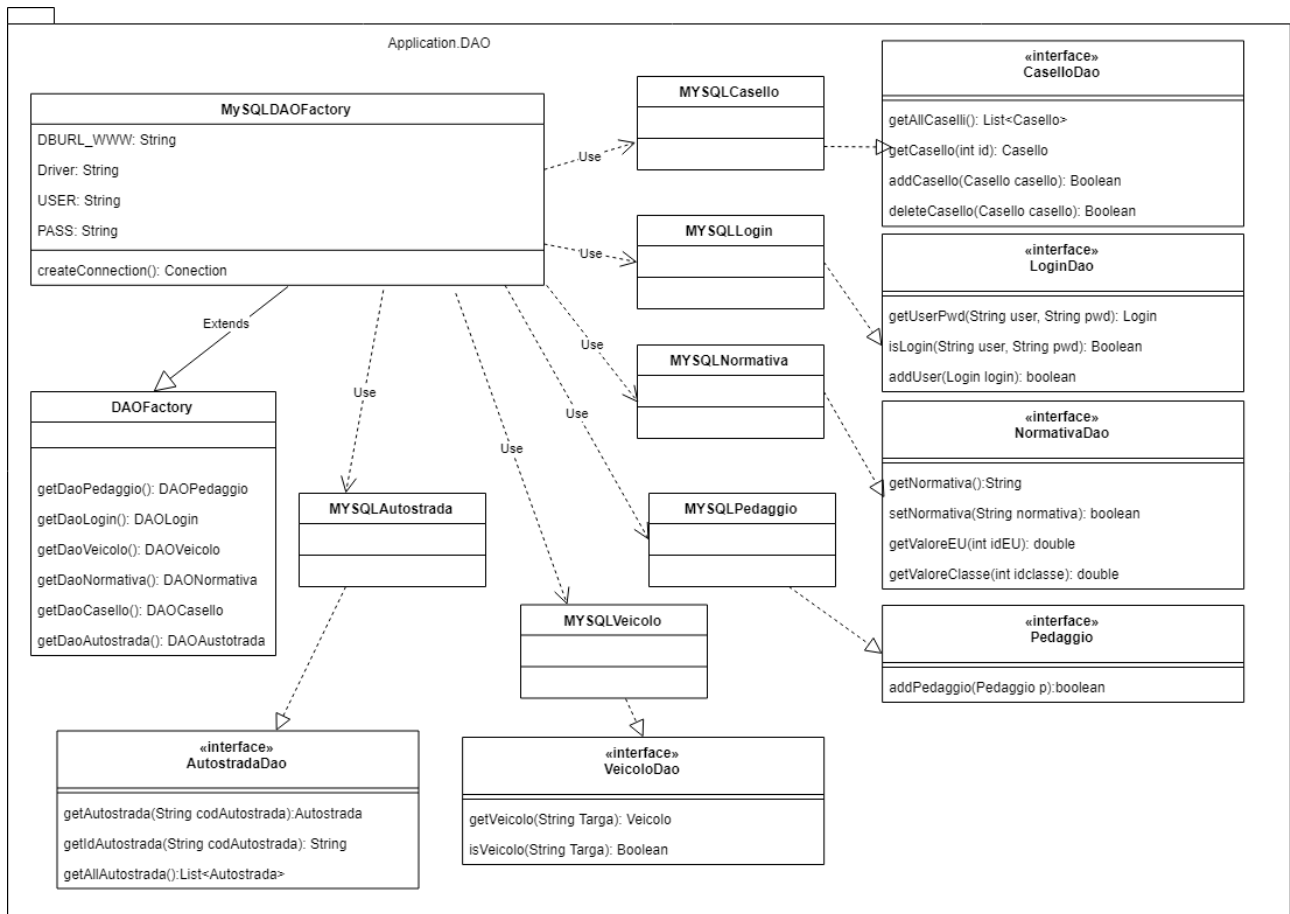 Application.DAO
MySQLDAOFactory
DBURL_WWW: String
Driver: String
USER: String
PASS: String
createConnection(): Conection
Extends
Use
Use
Use
Use
Use
Use
DAOFactory
getDaoPedaggio(): DAOPedaggio
getDaoLogin(): DAOLogin
getDaoVeicolo(): DAOVeicolo
getDaoNormativa(): DAONormativa
getDaoCasello(): DAOCasello
getDaoAutostrada(): DAOAustotrada
MYSQLCasello
MYSQLLogin
MYSQLNormativa
MYSQLAutostrada
MYSQLPedaggio
MYSQLVeicolo
«interface»
CaselloDao
getAllCaselli(): List<Casello>
getCasello(int id): Casello
addCasello(Casello casello): Boolean
deleteCasello(Casello casello): Boolean
«interface»
LoginDao
getUserPwd(String user, String pwd): Login
isLogin(String user, String pwd): Boolean
addUser(Login login): boolean
«interface»
NormativaDao
getNormativa():String
setNormativa(String normativa): boolean
getValoreEU(int idEU): double
getValoreClasse(int idclasse): double
«interface»
Pedaggio
addPedaggio(Pedaggio p):boolean
«interface»
AutostradaDao
getAutostrada(String codAutostrada):Autostrada
getIdAutostrada(String codAutostrada): String
getAllAutostrada():List<Autostrada>
«interface»
VeicoloDao
getVeicolo(String Targa): Veicolo
isVeicolo(String Targa): Boolean